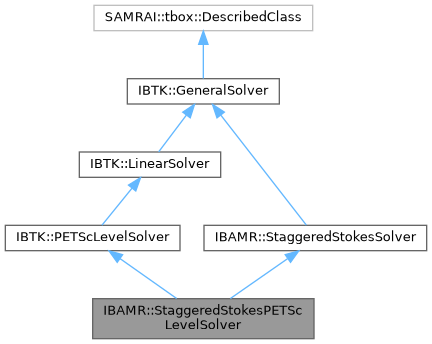 SAMRAI::tbox::DescribedClass
IBTK::GeneralSolver
IBTK::LinearSolver
IBTK::PETScLevelSolver
IBAMR::StaggeredStokesSolver
IBAMR::StaggeredStokesPETSc
LevelSolver